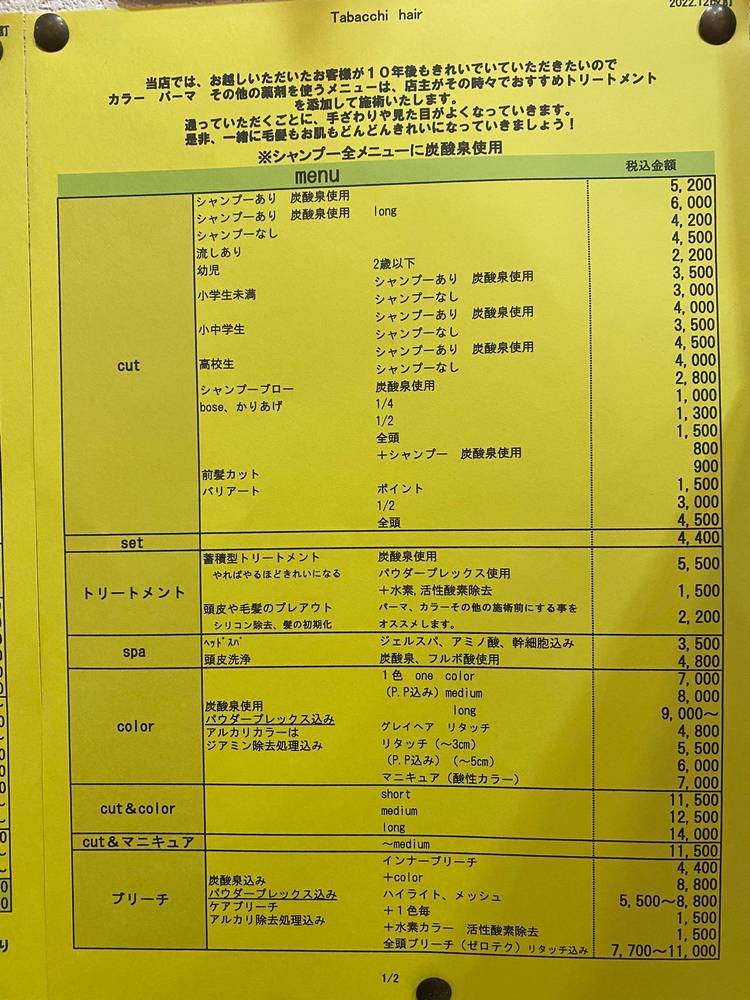 Tabacchi hair
2022.12改訂
当店では、お越しいただいたお客様が１０年後もきれいでいていただきたいので
カラー パーマ その他の薬剤を使うメニューは、店主がその時々でおすすめトリートメント
を添加して施術いたします。
通っていただくごとに、手ざわりや見た目がよくなっていきます。
是非、一緒に毛髪もお肌もどんどんきれいになっていきましょう！
※シャンプー全メニューに炭酸泉使用
menu 税込金額
cut
シャンプーあり 炭酸泉使用 5,200
シャンプーあり 炭酸泉使用 long 6,000
シャンプーなし 4,200
流しあり 4,500
幼児 2歳以下 2,200
小学生未満 シャンプーあり 炭酸泉使用 3,500
シャンプーなし 3,000
小中学生 シャンプーあり 炭酸泉使用 4,000
シャンプーなし 3,500
高校生 シャンプーあり 炭酸泉使用 4,500
シャンプーなし 4,000
シャンプーブロー 炭酸泉使用 2,800
bose、かりあげ 1/4 1,000
1/2 1,300
全頭 1,500
＋シャンプー 炭酸泉使用 800
前髪カット 900
バリアート ポイント 1,500
1/2 3,000
全頭 4,500
set 4,400
トリートメント
蓄積型トリートメント 炭酸泉使用 5,500
やればやるほどきれいになる パウダープレックス使用
＋水素,活性酸素除去 1,500
頭皮や毛髪のプレアウト パーマ、カラーその他の施術前にする事を 2,200
シリコン除去、髪の初期化 オススメします。
spa
ﾍｯﾄﾞｽﾊﾟ ジェルスパ、アミノ酸、幹細胞込み 3,500
頭皮洗浄 炭酸泉、フルボ酸使用 4,800
color
１色 one color 7,000
（P.P込み）medium 8,000
炭酸泉使用 long 9,000～
パウダープレックス込み グレイヘア リタッチ 4,800
アルカリカラーは リタッチ（～3cm） 5,500
ジアミン除去処理込み （P.P込み）（～5cm） 6,000
マニキュア（酸性カラー） 7,000
cut＆color
short 11,500
medium 12,500
long 14,000
cut＆マニキュア ～medium 11,500
ブリーチ
インナーブリーチ 4,400
炭酸泉込み ＋color 8,800
パウダープレックス込み ハイライト、メッシュ 5,500～8,800
ケアブリーチ ＋１色毎 1,500
アルカリ除去処理込み ＋水素カラー 活性酸素除去 1,500
全頭ブリーチ（ゼロテク）リタッチ込み 7,700～11,000
1/2